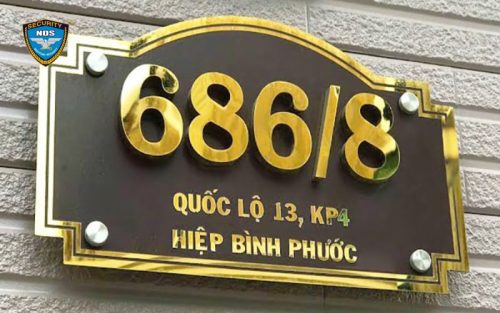 SECURITY
NDS
686/8
QUỐC LỘ 13, KP4
HIỆP BÌNH PHƯỚC